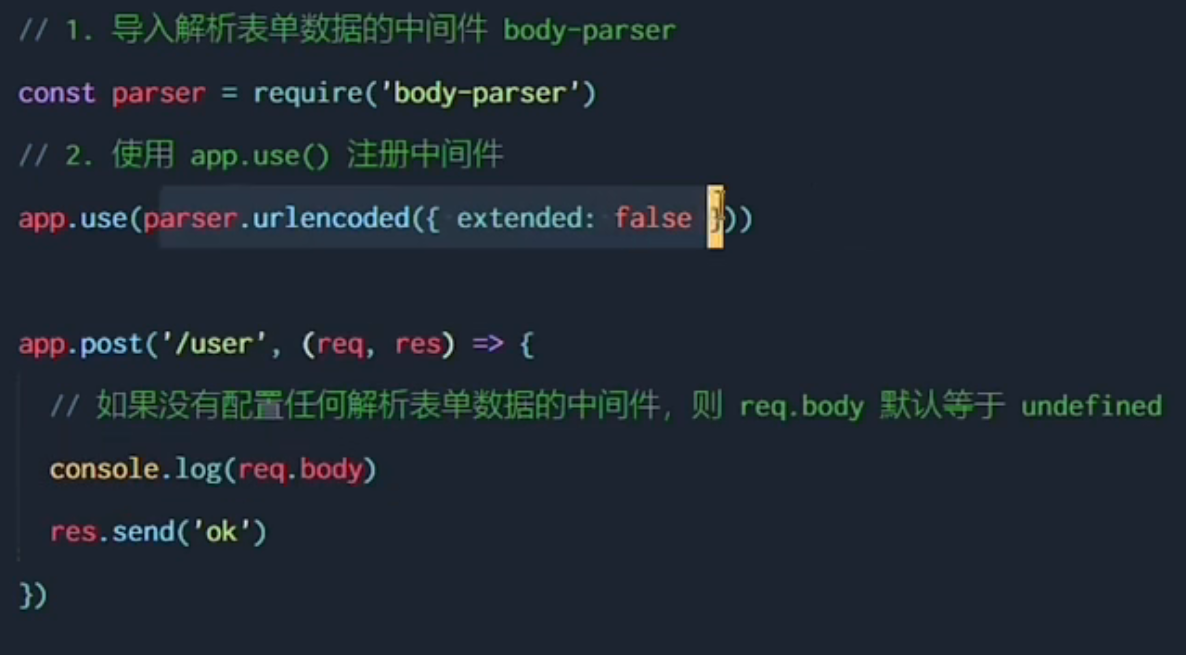 // 1. 导入解析表单数据的中间件 body-parser
const parser = require('body-parser')
// 2. 使用 app.use() 注册中间件
app.use(parser.urlencoded({ extended: false }))
app.post('/user', (req, res) => {
// 如果没有配置任何解析表单数据的中间件，则 req.body 默认等于 undefined
console.log(req.body)
res.send('ok')
})